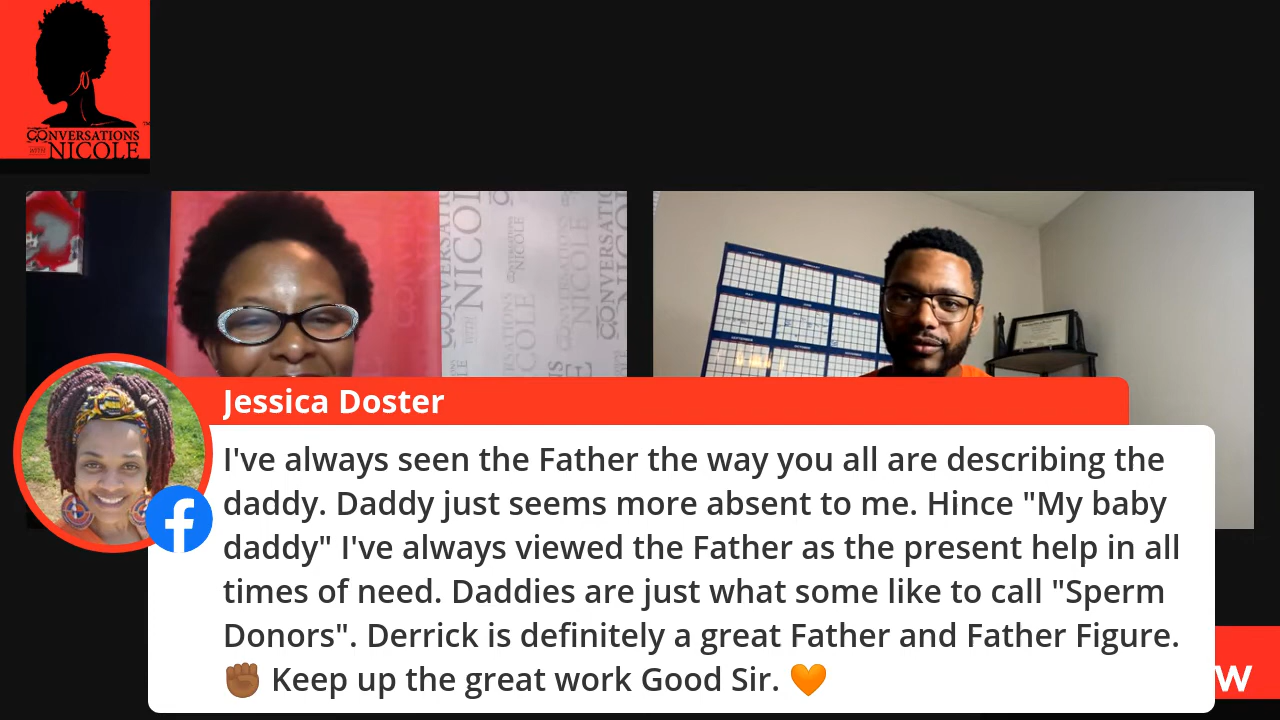 CONVERSATIONS
with
NICOLE
TM
Jessica Doster
I've always seen the Father the way you all are describing the
daddy. Daddy just seems more absent to me. Hince "My baby
daddy" I've always viewed the Father as the present help in all
times of need. Daddies are just what some like to call "Sperm
Donors". Derrick is definitely a great Father and Father Figure.
✊🏾 Keep up the great work Good Sir. 🧡
W